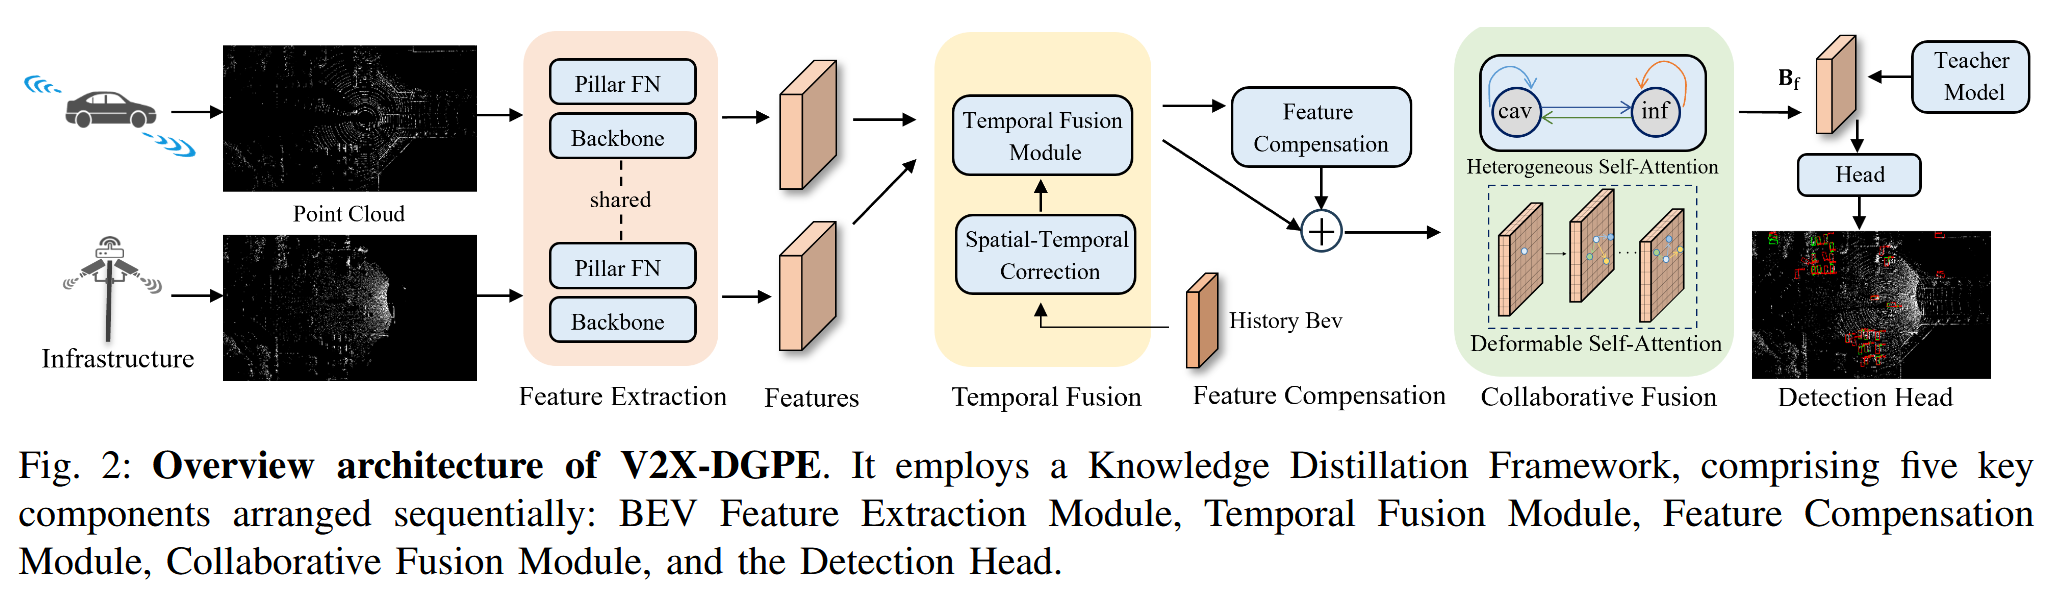 Pillar FN
Backbone
shared
Pillar FN
Backbone
Point Cloud
Infrastructure
Feature Extraction
Features
Temporal Fusion
Module
Spatial-Temporal
Correction
History Bev
Temporal Fusion
Feature
Compensation
Feature Compensation
cav
inf
Heterogeneous Self-Attention
Deformable Self-Attention
Collaborative Fusion
B_f
Teacher
Model
Head
Detection Head
Fig. 2: Overview architecture of V2X-DGPE. It employs a Knowledge Distillation Framework, comprising five key
components arranged sequentially: BEV Feature Extraction Module, Temporal Fusion Module, Feature Compensation
Module, Collaborative Fusion Module, and the Detection Head.